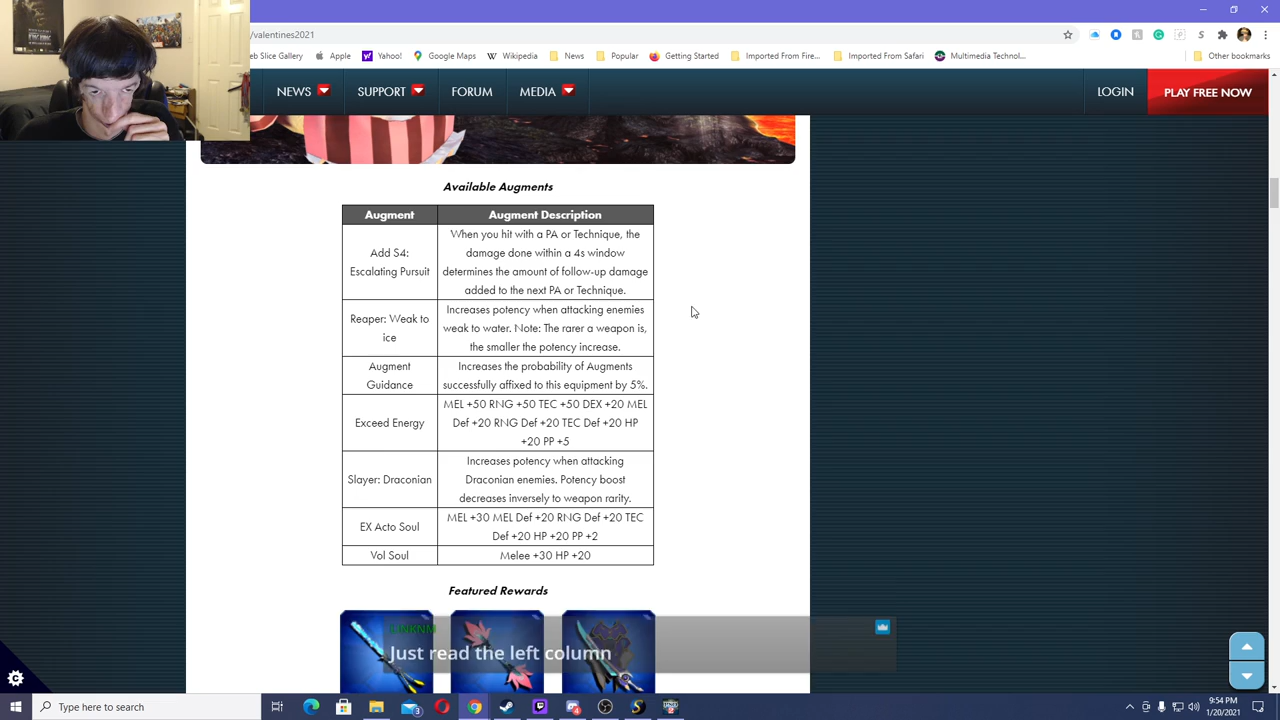 /valentines2021
eb Slice Gallery Apple Yahoo! Google Maps Wikipedia News Popular Getting Started Imported From Fire... Imported From Safari Multimedia Technol... Other bookmarks
NEWS SUPPORT FORUM MEDIA LOGIN PLAY FREE NOW
Available Augments
Augment Augment Description
Add S4:
Escalating Pursuit
When you hit with a PA or Technique, the
damage done within a 4s window
determines the amount of follow-up damage
added to the next PA or Technique.
Reaper: Weak to
ice
Increases potency when attacking enemies
weak to water. Note: The rarer a weapon is,
the smaller the potency increase.
Augment
Guidance
Increases the probability of Augments
successfully affixed to this equipment by 5%.
Exceed Energy
MEL +50 RNG +50 TEC +50 DEX +20 MEL
Def +20 RNG Def +20 TEC Def +20 HP
+20 PP +5
Slayer: Draconian
Increases potency when attacking
Draconian enemies. Potency boost
decreases inversely to weapon rarity.
EX Acto Soul
MEL +30 MEL Def +20 RNG Def +20 TEC
Def +20 HP +20 PP +2
Vol Soul
Melee +30 HP +20
Featured Rewards
Just read the left column
Type here to search
9:54 PM
1/20/2021